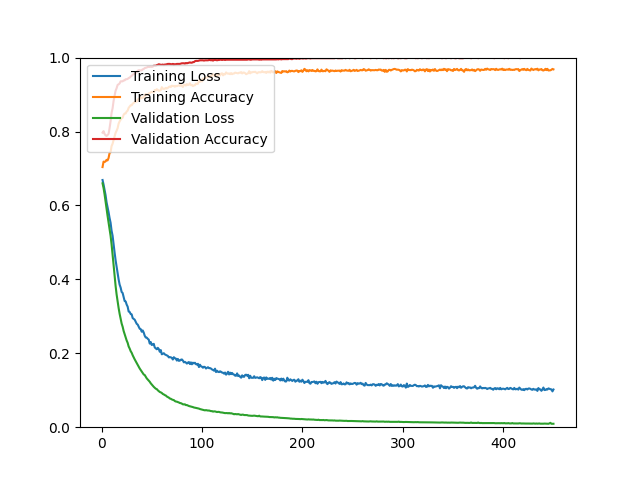 1.0
0.8
0.6
0.4
0.2
0.0
Training Loss
Training Accuracy
Validation Loss
Validation Accuracy
0 100 200 300 400